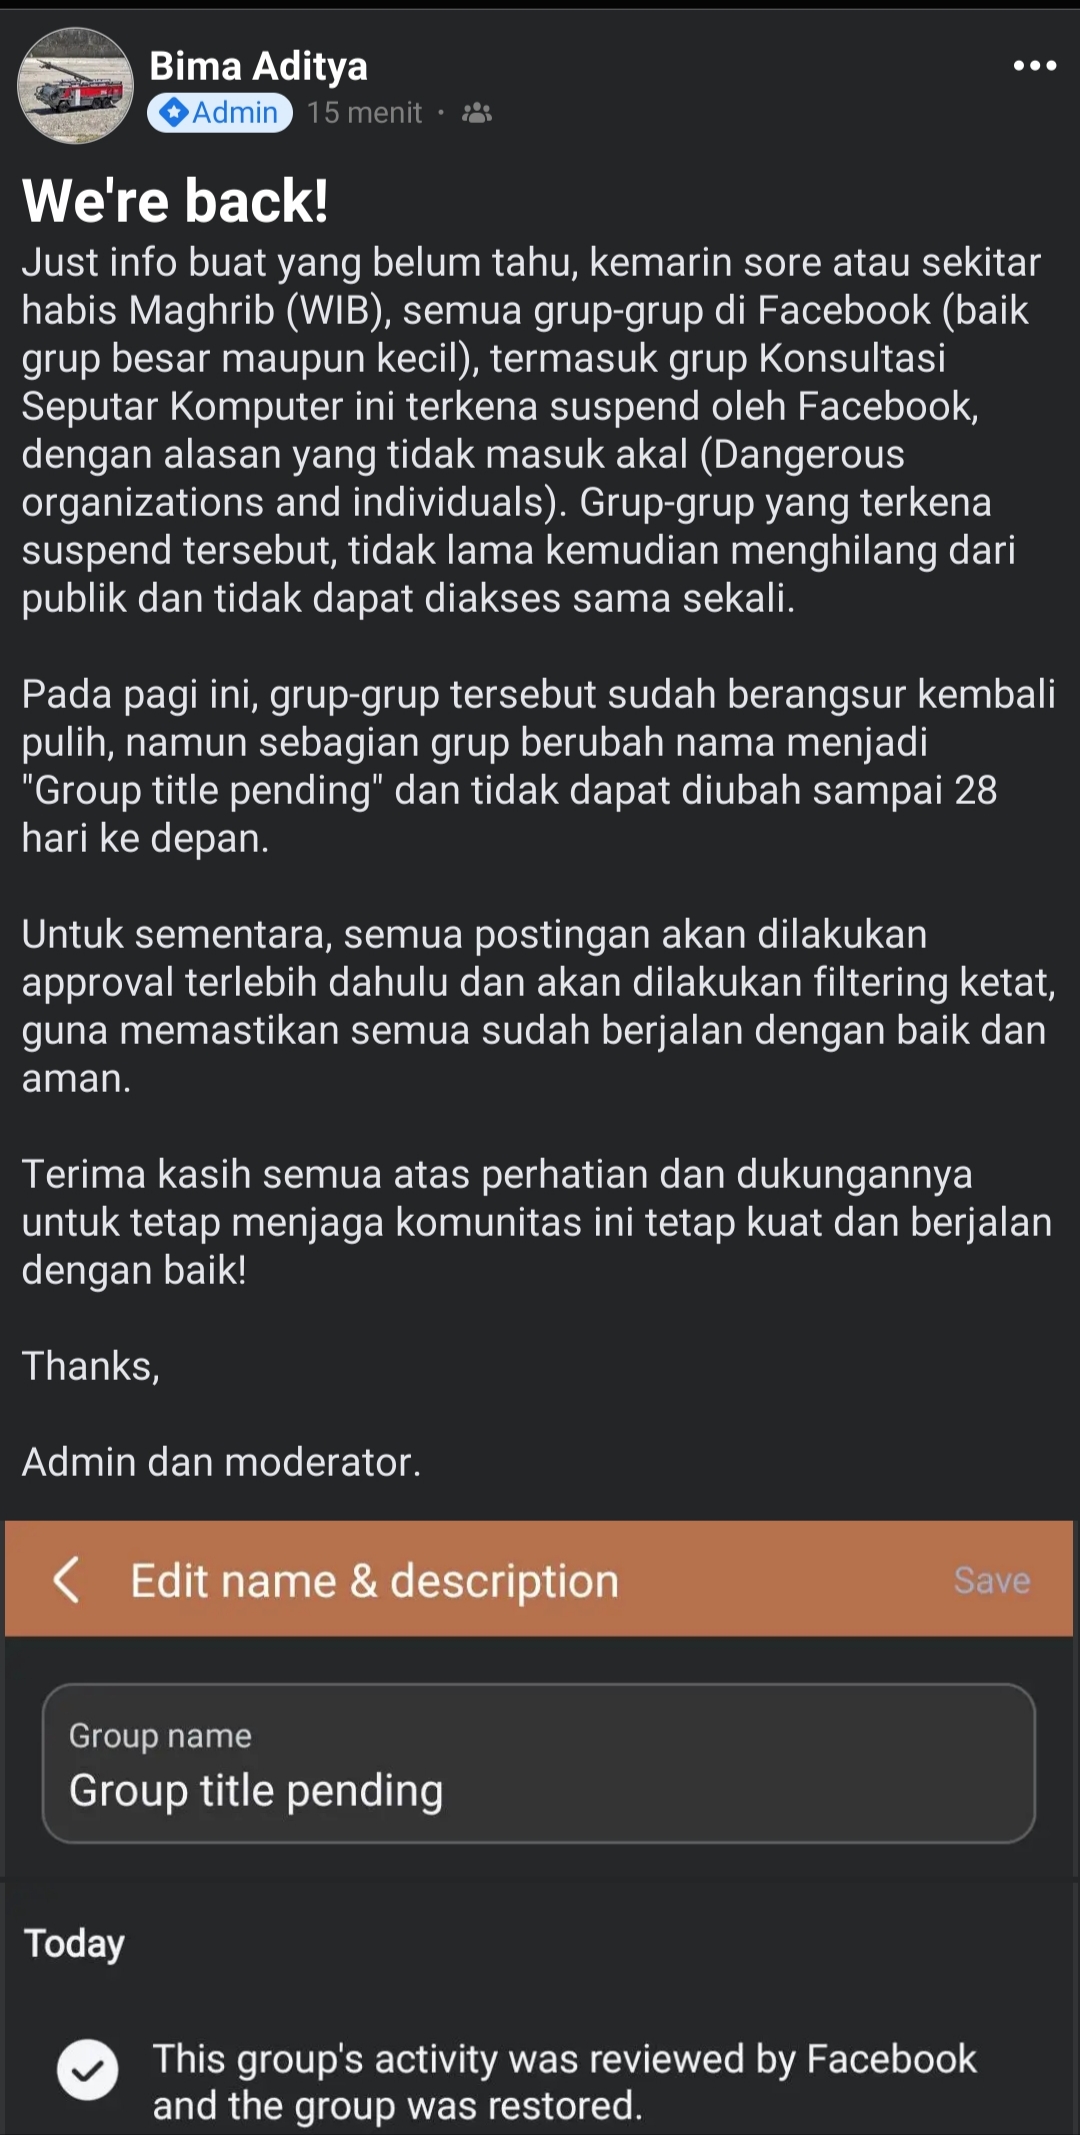 Bima Aditya
Admin 15 menit ·
We're back!
Just info buat yang belum tahu, kemarin sore atau sekitar
habis Maghrib (WIB), semua grup-grup di Facebook (baik
grup besar maupun kecil), termasuk grup Konsultasi
Seputar Komputer ini terkena suspend oleh Facebook,
dengan alasan yang tidak masuk akal (Dangerous
organizations and individuals). Grup-grup yang terkena
suspend tersebut, tidak lama kemudian menghilang dari
publik dan tidak dapat diakses sama sekali.
Pada pagi ini, grup-grup tersebut sudah berangsur kembali
pulih, namun sebagian grup berubah nama menjadi
"Group title pending" dan tidak dapat diubah sampai 28
hari ke depan.
Untuk sementara, semua postingan akan dilakukan
approval terlebih dahulu dan akan dilakukan filtering ketat,
guna memastikan semua sudah berjalan dengan baik dan
aman.
Terima kasih semua atas perhatian dan dukungannya
untuk tetap menjaga komunitas ini tetap kuat dan berjalan
dengan baik!
Thanks,
Admin dan moderator.
Edit name & description Save
Group name
Group title pending
Today
This group's activity was reviewed by Facebook
and the group was restored.